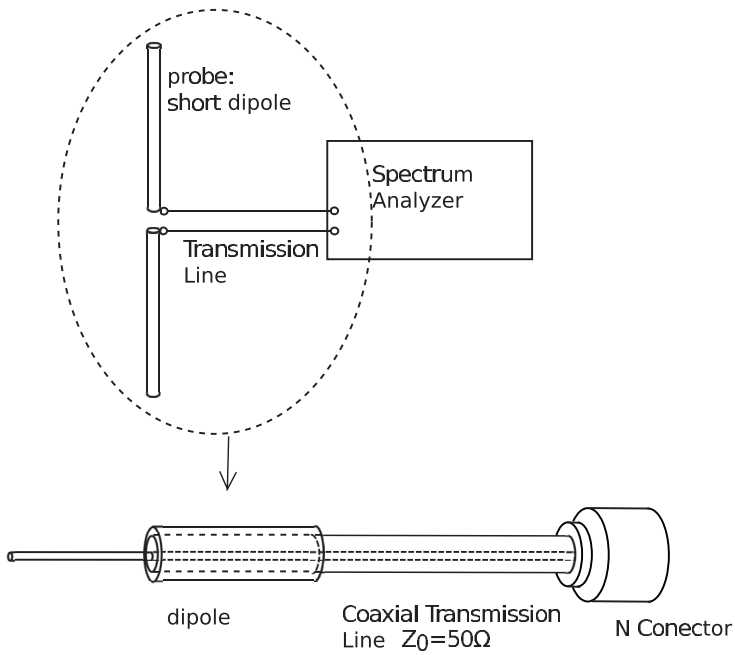 probe:
short dipole
Spectrum
Analyzer
Transmission
Line
dipole
Coaxial Transmission
Line Z0=50Ω
N Conector